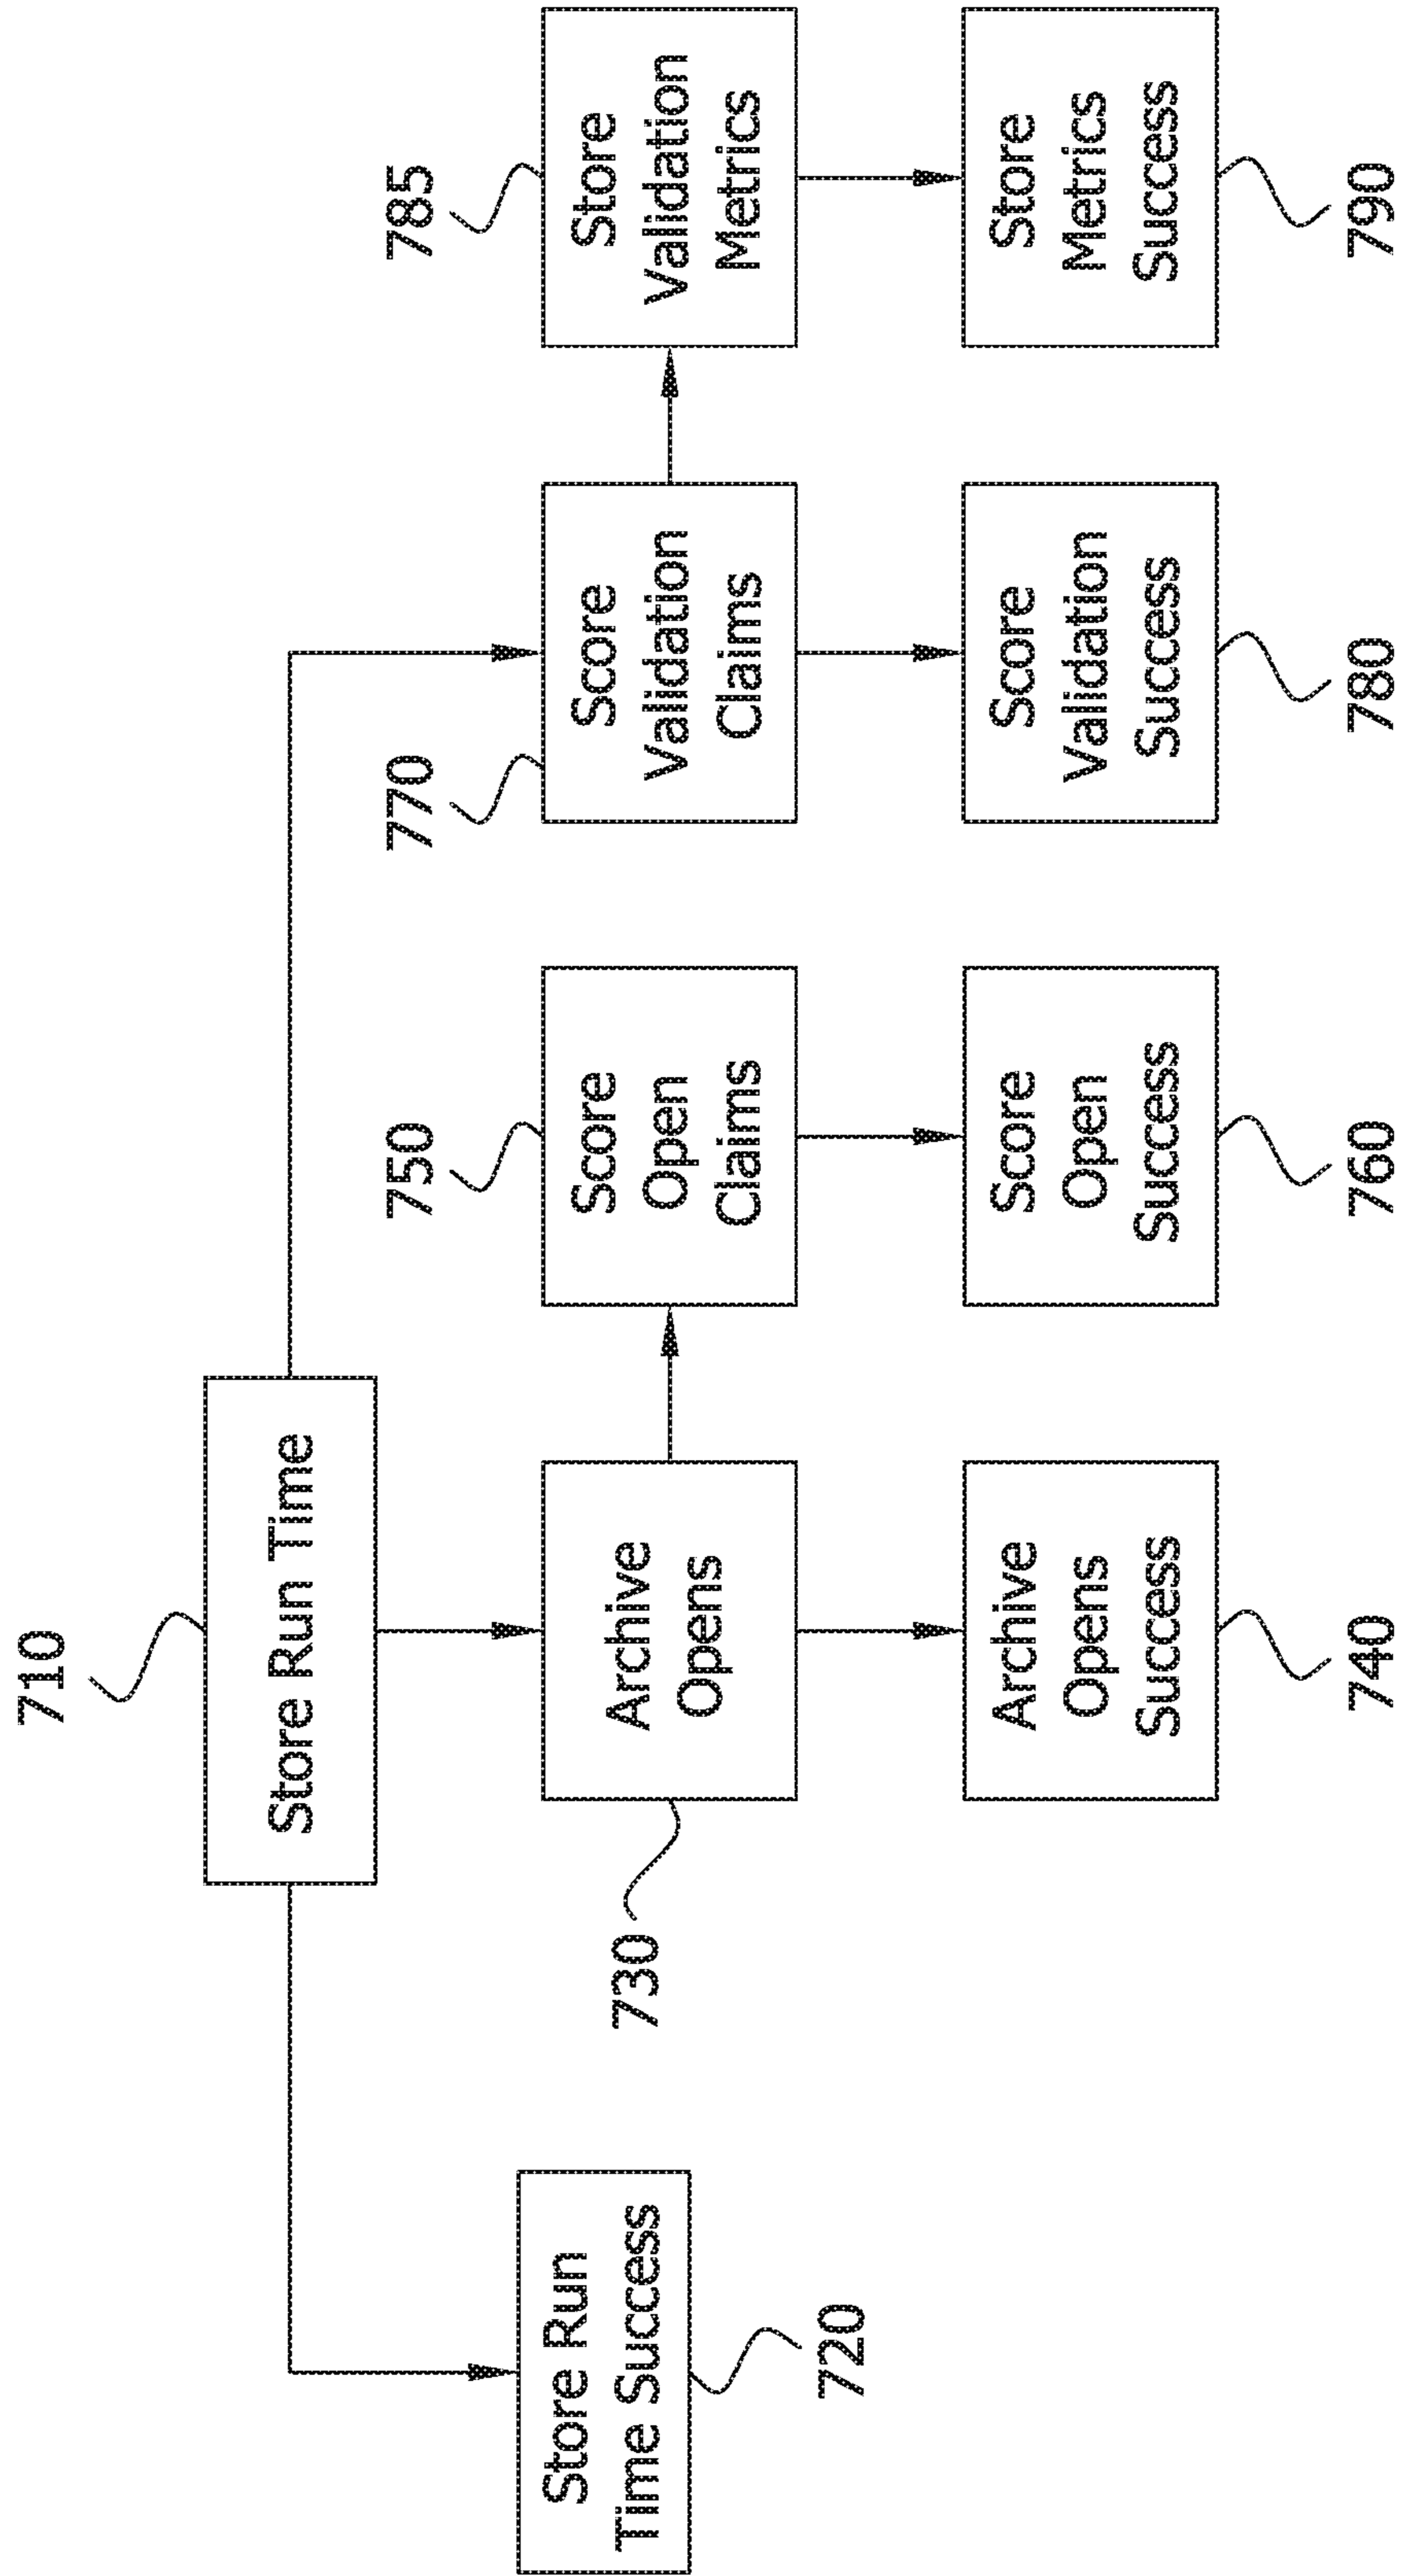 710
Store Run Time
Store Run
Time Success
720
730
Archive
Opens
Archive
Opens
Success
740
750
Score
Open
Claims
Score
Open
Success
760
770
Score
Validation
Claims
Score
Validation
Success
780
785
Store
Validation
Metrics
Store
Metrics
Success
790